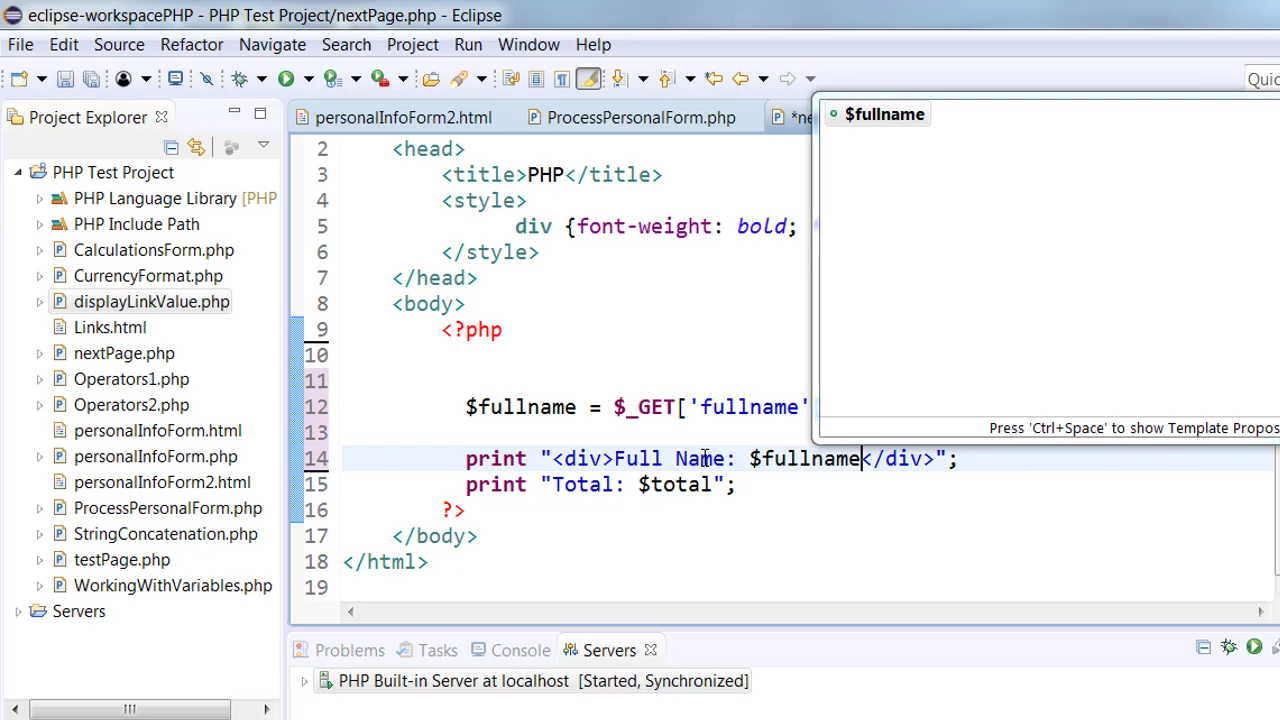 eclipse-workspacePHP - PHP Test Project/nextPage.php - Eclipse
File Edit Source Refactor Navigate Search Project Run Window Help
Project Explorer
PHP Test Project
PHP Language Library [PHP
PHP Include Path
CalculationsForm.php
CurrencyFormat.php
displayLinkValue.php
Links.html
nextPage.php
Operators1.php
Operators2.php
personalInfoForm.html
personalInfoForm.php
personalInfoForm2.html
ProcessPersonalForm.php
StringConcatenation.php
testPage.php
WorkingWithVariables.php
Servers
personalInfoForm2.html ProcessPersonalForm.php *ne
2 <head>
3 <title>PHP</title>
4 <style>
5 div {font-weight: bold;
6 </style>
7 </head>
8 <body>
9 <?php
10
11
12 $fullname = $_GET['fullname'
13
14 print "<div>Full Name: $fullname</div>";
15 print "Total: $total";
16 ?>
17 </body>
18 </html>
19
Quic
$fullname
Press 'Ctrl+Space' to show Template Propos
Problems Tasks Console Servers
PHP Built-in Server at localhost [Started, Synchronized]